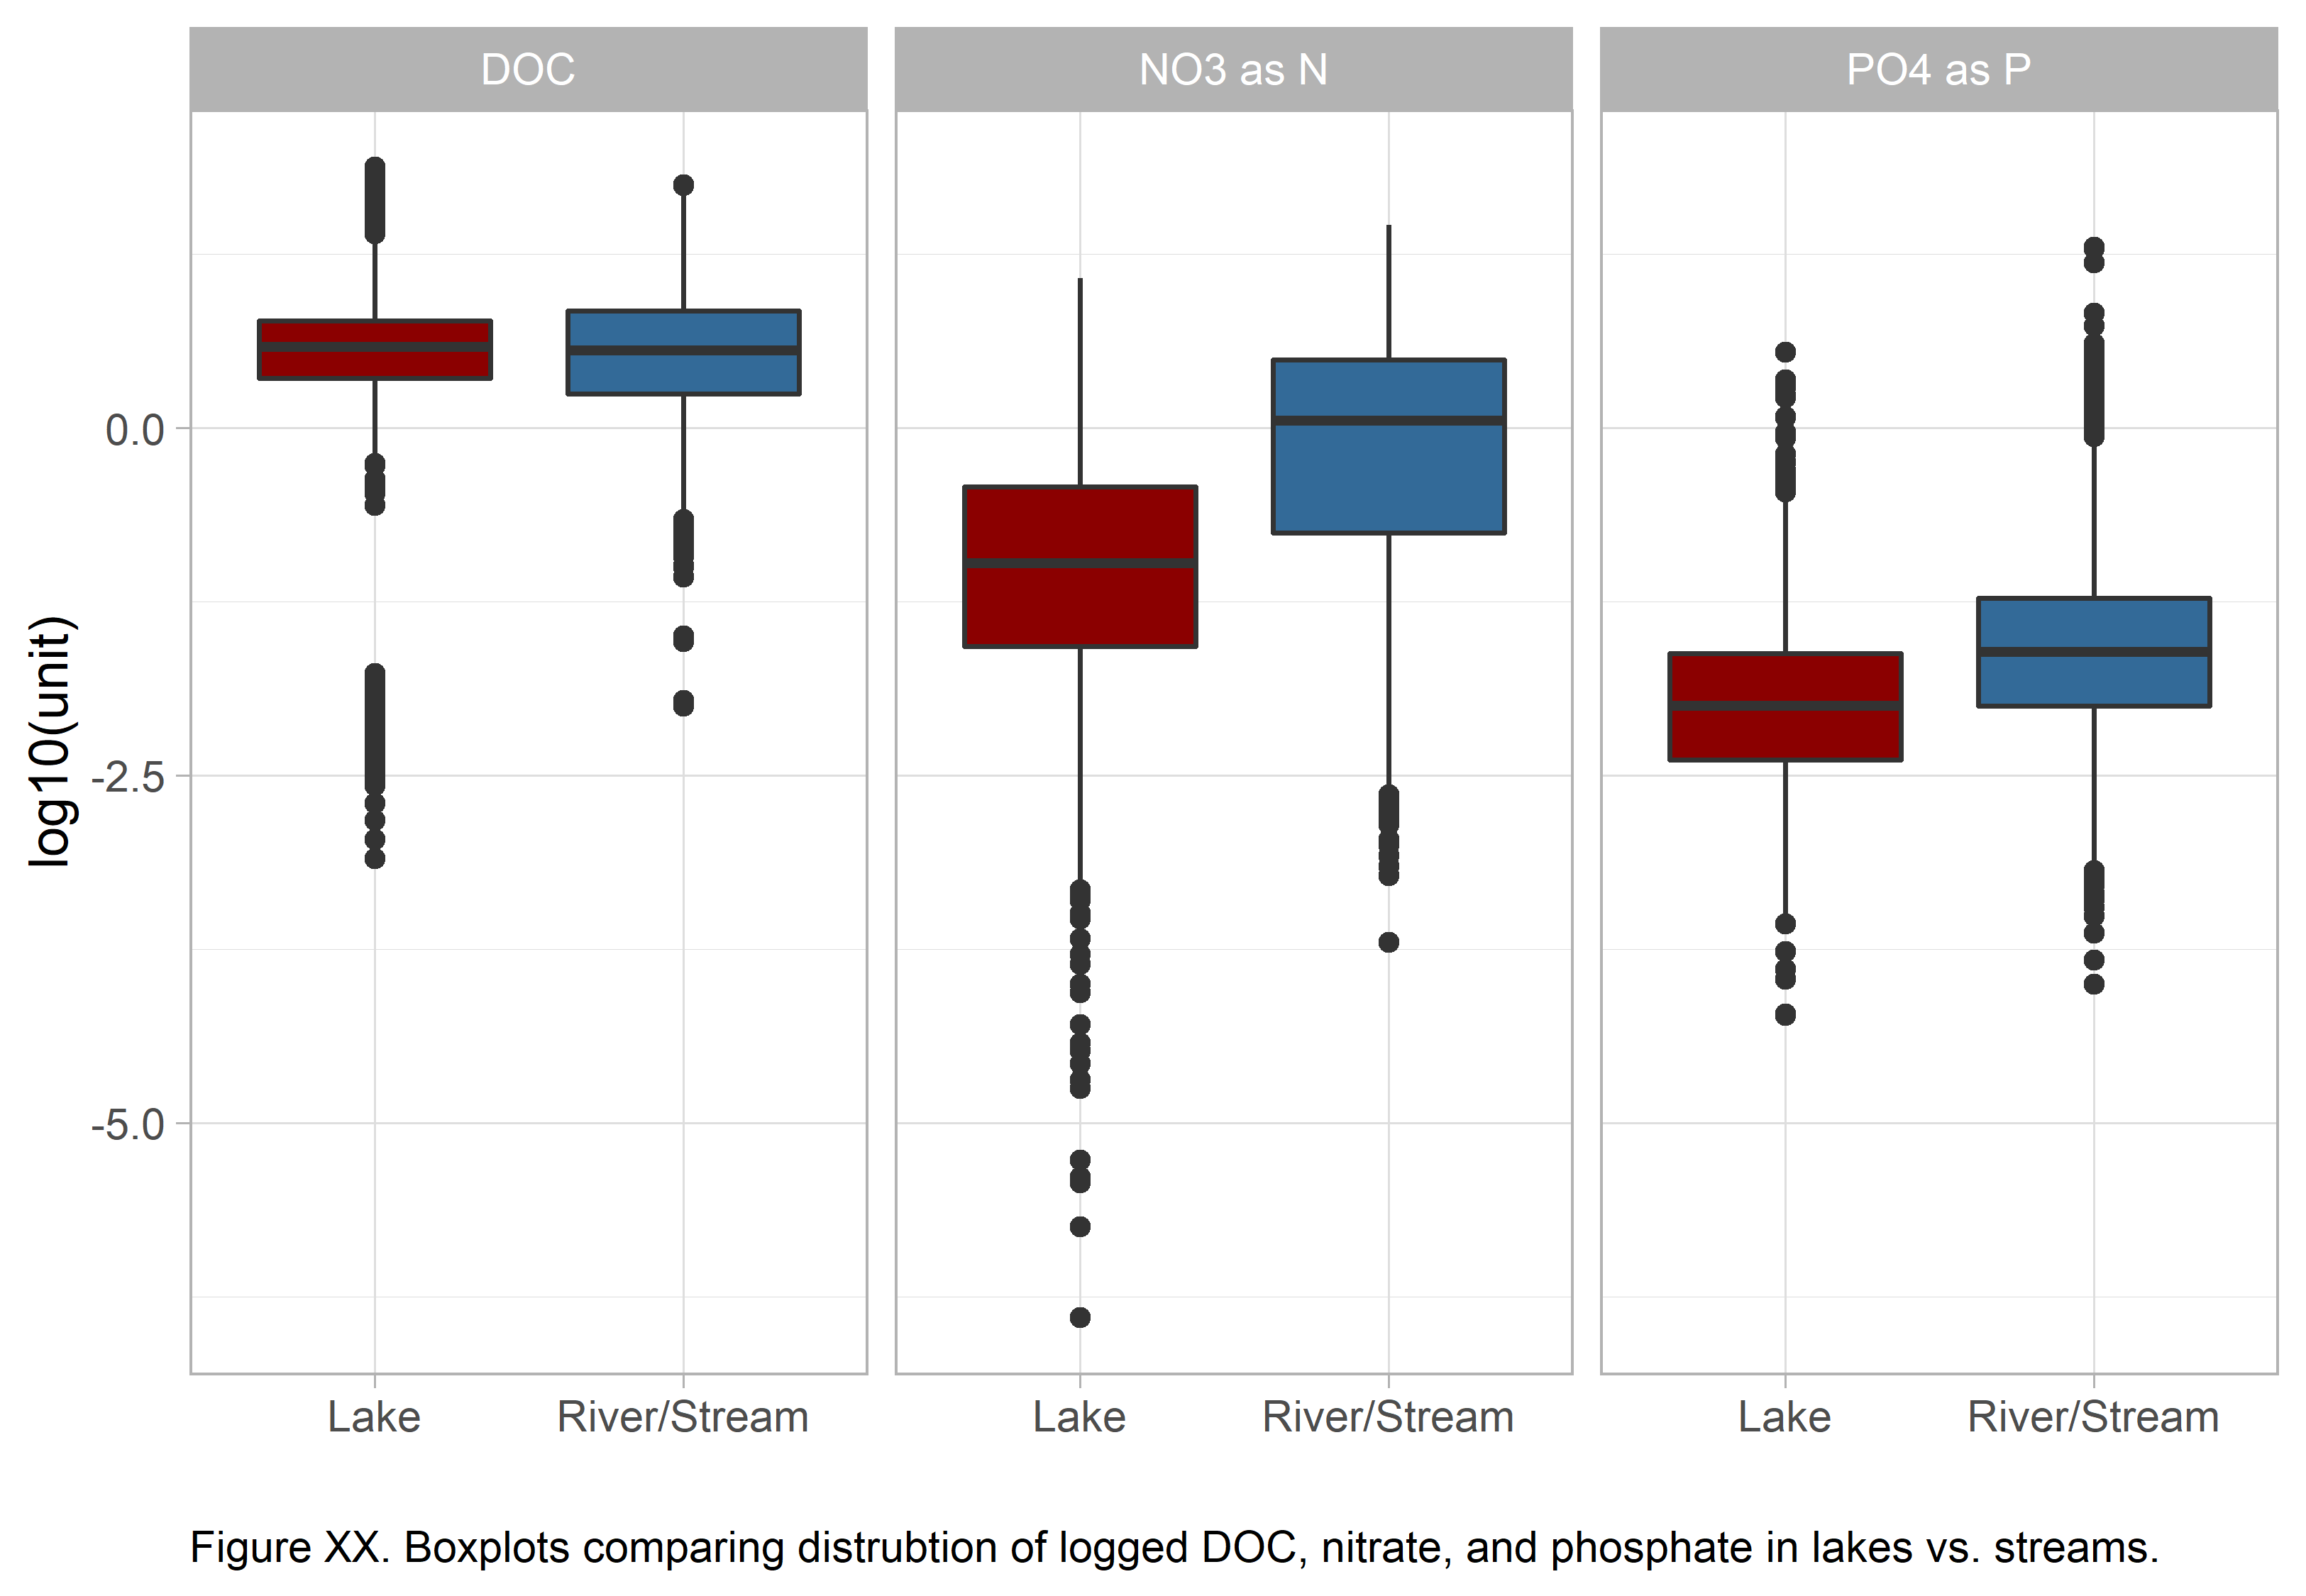 DOC
NO3 as N
PO4 as P
log10(unit)
0.0
-2.5
-5.0
Lake
River/Stream
Lake
River/Stream
Lake
River/Stream
Figure XX. Boxplots comparing distrubtion of logged DOC, nitrate, and phosphate in lakes vs. streams.